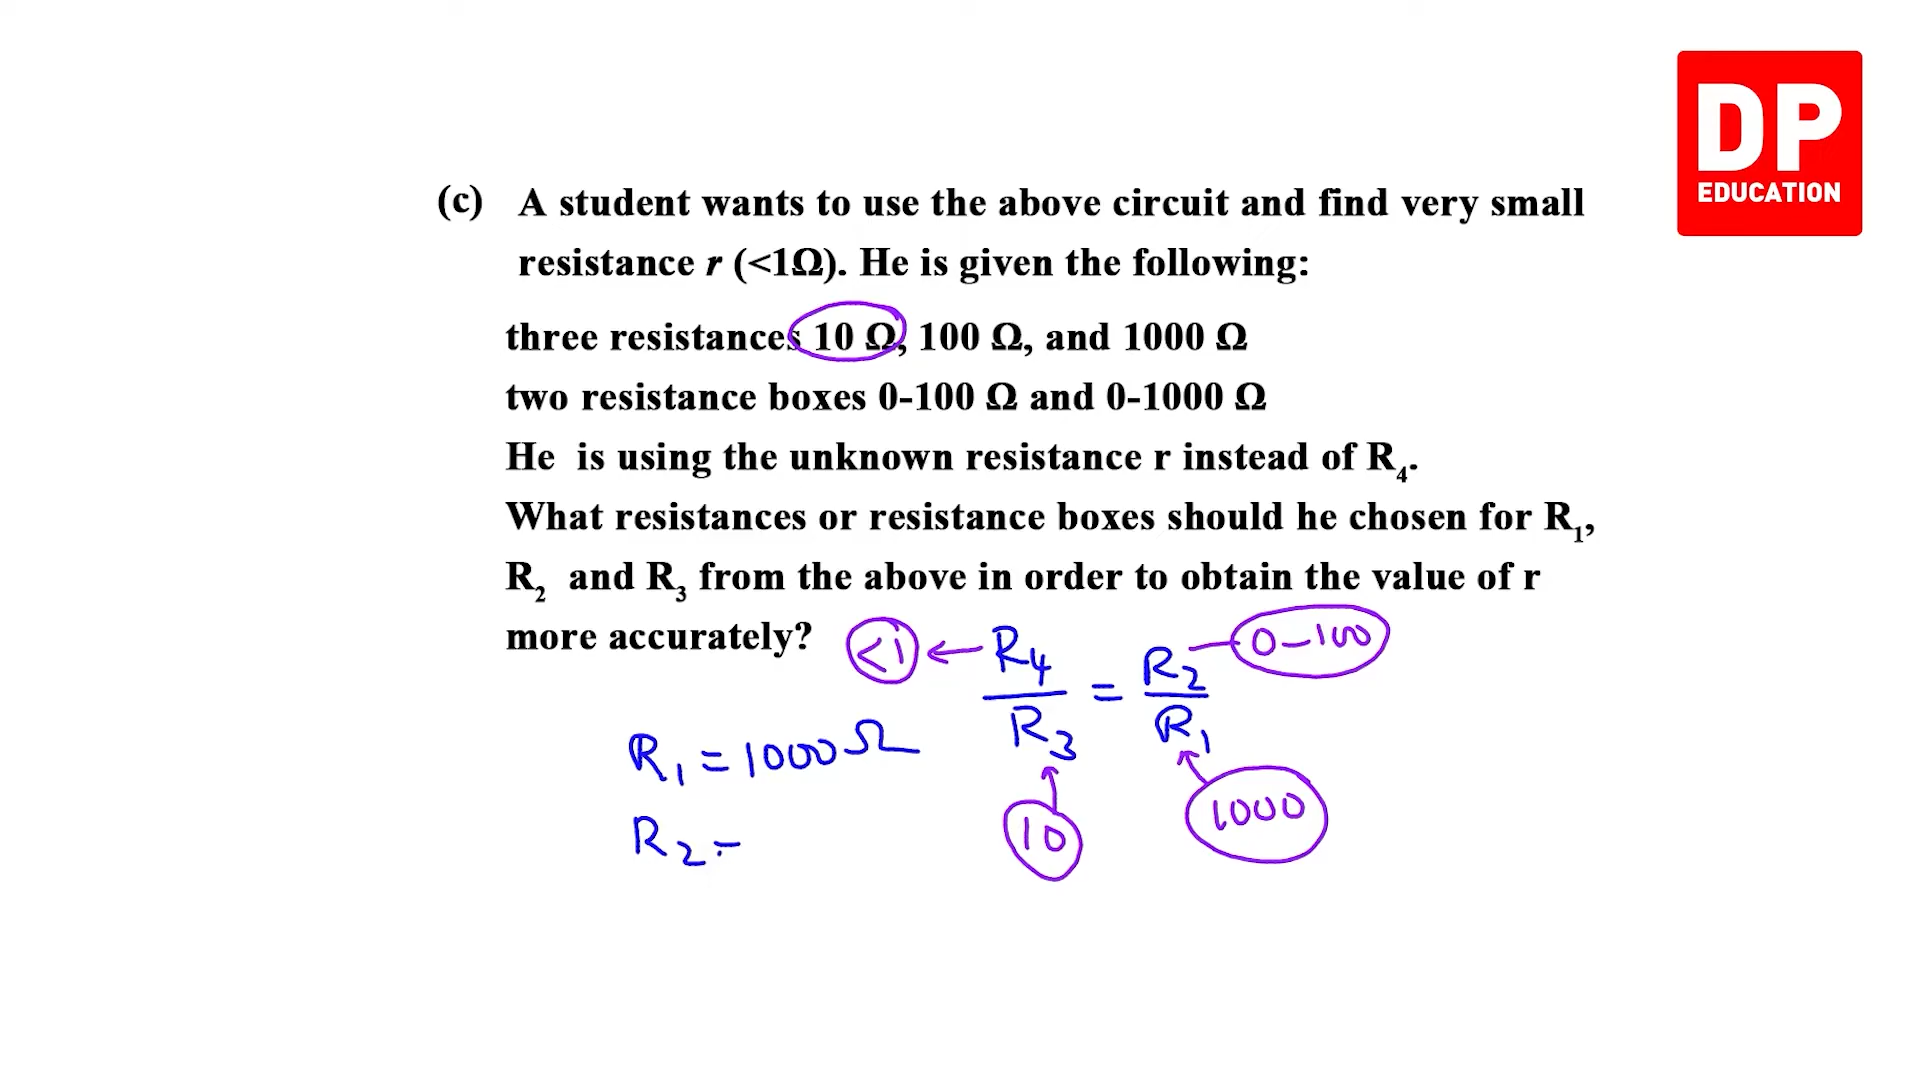 DP
EDUCATION
(c) A student wants to use the above circuit and find very small
resistance r (<1Ω). He is given the following:
three resistances 10 Ω, 100 Ω, and 1000 Ω
two resistance boxes 0-100 Ω and 0-1000 Ω
He is using the unknown resistance r instead of R₄.
What resistances or resistance boxes should he chosen for R₁,
R₂ and R₃ from the above in order to obtain the value of r
more accurately?
<1 ← R₄/R₃ = R₂/R₁ 0-100
R₁ = 1000 Ω
10 1000
R₂ =